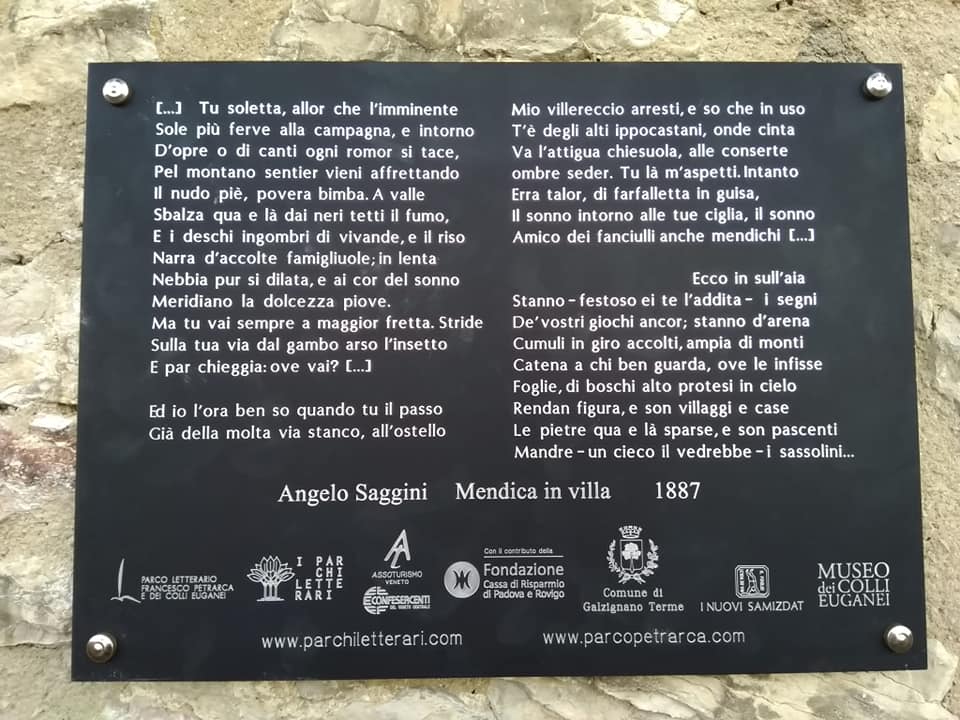 [...] Tu soletta, allor che l'imminente
Sole più ferve alla campagna, e intorno
D'opre o di canti ogni romor si tace,
Pel montano sentier vieni affrettando
Il nudo piè, povera bimba. A valle
Sbalza qua e là dai neri tetti il fumo,
E i deschi ingombri di vivande, e il riso
Narra d'accolte famigliuole; in lenta
Nebbia pur si dilata, e ai cor del sonno
Meridiano la dolcezza piove.
Ma tu vai sempre a maggior fretta. Stride
Sulla tua via dal gambo arso l'insetto
E par chieggia: ove vai? [...]
Ed io l'ora ben so quando tu il passo
Già della molta via stanco, all'ostello
Mio villereccio arresti, e so che in uso
T'è degli alti ippocastani, onde cinta
Va l'attigua chiesuola, alle conserte
ombre seder. Tu là m'aspetti. Intanto
Erra talor, di farfalletta in guisa,
Il sonno intorno alle tue ciglia, il sonno
Amico dei fanciulli anche mendichi [...]
Ecco in sull'aia
Stanno - festoso ei te l'addita - i segni
De' vostri giochi ancor; stanno d'arena
Cumuli in giro accolti, ampia di monti
Catena a chi ben guarda, ove le infisse
Foglie, di boschi alto protesi in cielo
Rendan figura, e son villaggi e case
Le pietre qua e là sparse, e son pascenti
Mandre - un cieco il vedrebbe - i sassolini...
Angelo Saggini Mendica in villa 1887
PARCO LETTERARIO
FRANCESCO PETRARCA
E DEI COLLI EUGANEI
I PAR
CHI
LETTE
RARI
ASSOTURISMO
VENETO
CONFESERCENTI
DEL VENETO CENTRALE
Con il contributo della
Fondazione
Cassa di Risparmio
di Padova e Rovigo
Comune di
Galzignano Terme
I NUOVI SAMIZDAT
MUSEO
dei COLLI
EUGANEI
www.parchiletterari.com
www.parcopetrarca.com